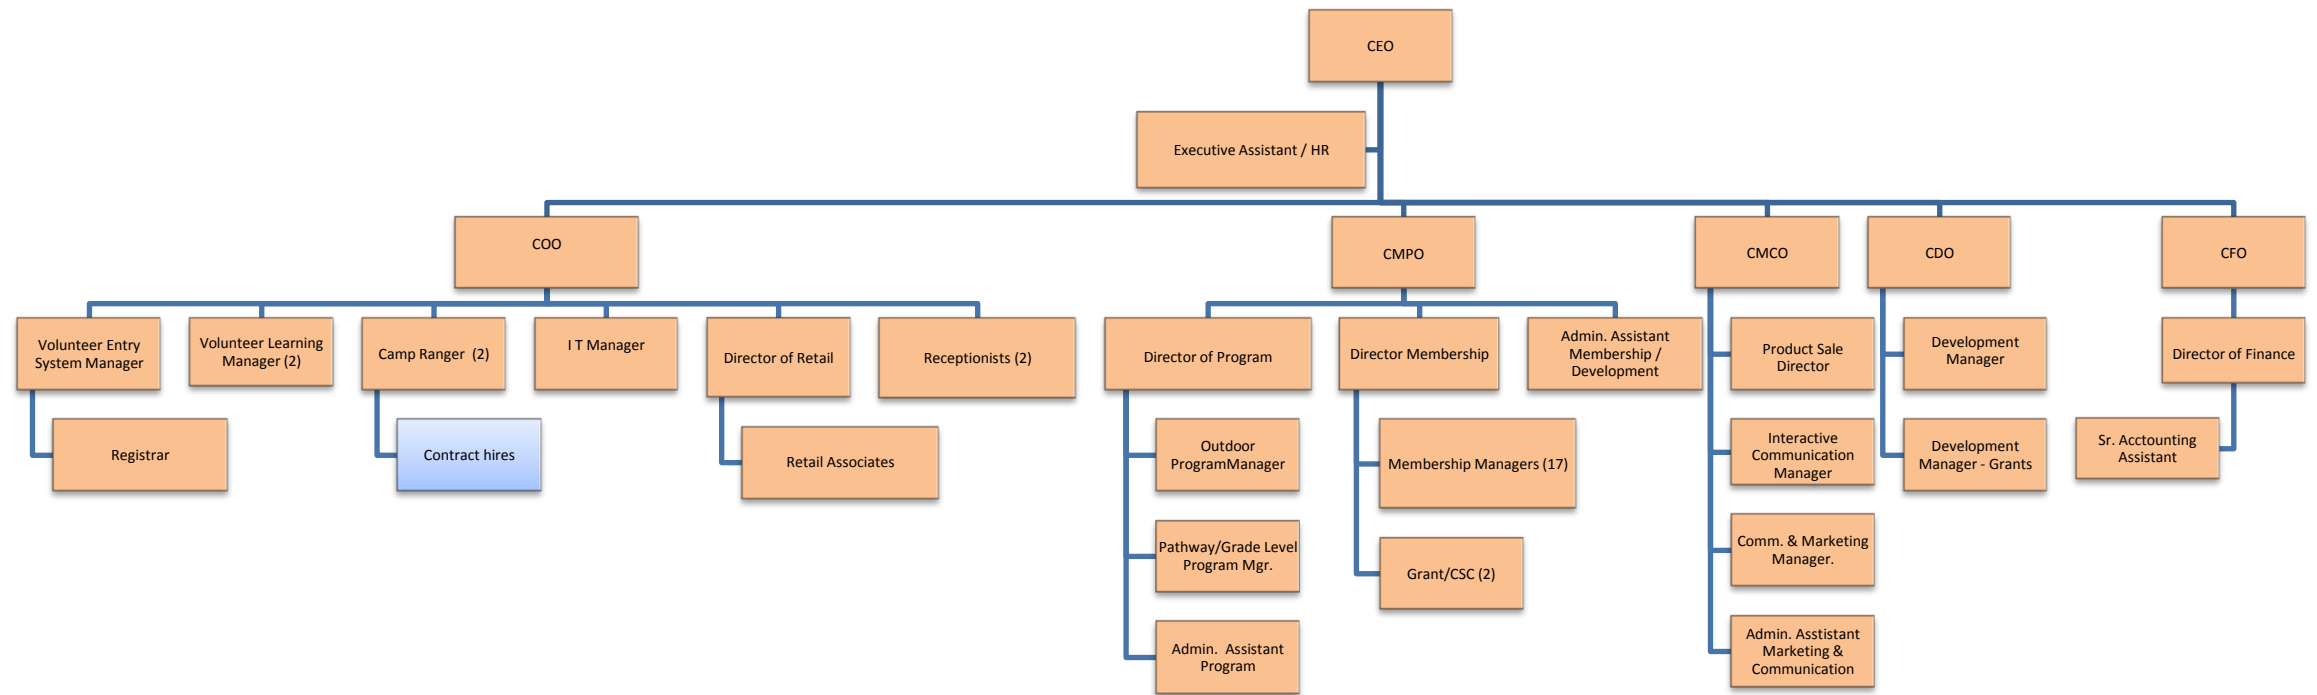 CEO
Executive Assistant / HR
COO
CMPO
CMCO
CDO
CFO
Volunteer Entry
System Manager
Volunteer Learning
Manager (2)
Camp Ranger  (2)
I T Manager
Director of Retail
Receptionists (2)
Director of Program
Director Membership
Admin. Assistant
Membership /
Development
Product Sale
Director
Development
Manager
Director of Finance
Registrar
Contract hires
Retail Associates
Outdoor
ProgramManager
Membership Managers (17)
Interactive
Communication
Manager
Development
Manager - Grants
Sr. Acctounting
Assistant
Pathway/Grade Level
Program Mgr.
Grant/CSC (2)
Comm. & Marketing
Manager.
Admin.  Assistant
Program
Admin. Asstistant
Marketing &
Communication